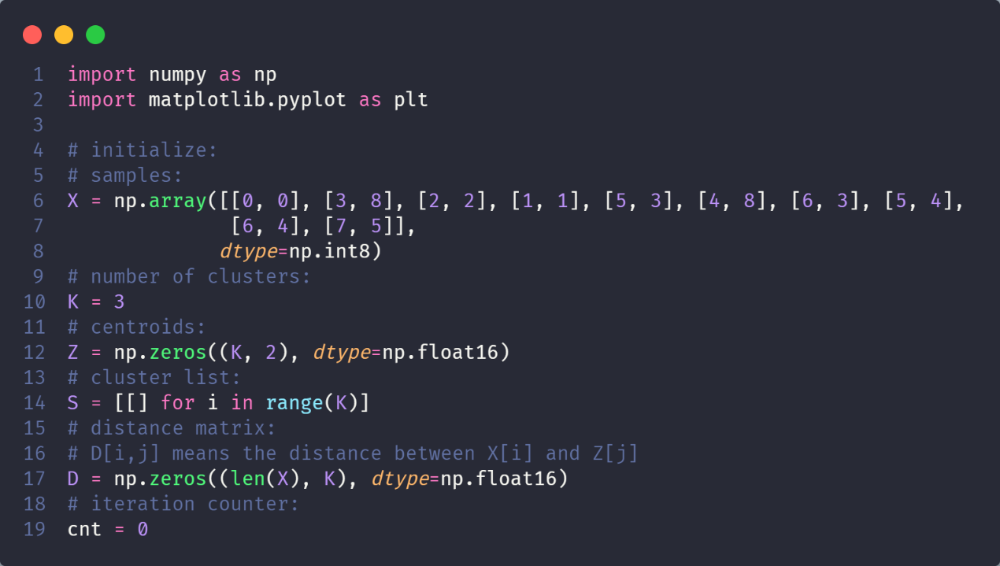 1 import numpy as np
2 import matplotlib.pyplot as plt
3
4 # initialize:
5 # samples:
6 X = np.array([[0, 0], [3, 8], [2, 2], [1, 1], [5, 3], [4, 8], [6, 3], [5, 4],
7               [6, 4], [7, 5]],
8              dtype=np.int8)
9 # number of clusters:
10 K = 3
11 # centroids:
12 Z = np.zeros((K, 2), dtype=np.float16)
13 # cluster list:
14 S = [[] for i in range(K)]
15 # distance matrix:
16 # D[i,j] means the distance between X[i] and Z[j]
17 D = np.zeros((len(X), K), dtype=np.float16)
18 # iteration counter:
19 cnt = 0